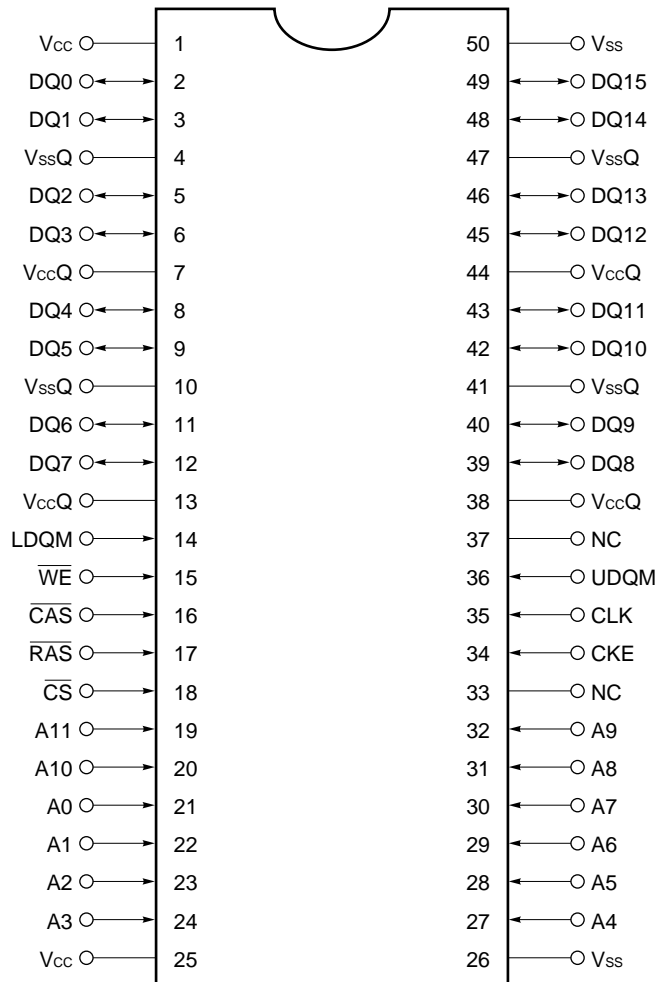 Vcc 1 50 Vss
DQ0 2 49 DQ15
DQ1 3 48 DQ14
VssQ 4 47 VssQ
DQ2 5 46 DQ13
DQ3 6 45 DQ12
VccQ 7 44 VccQ
DQ4 8 43 DQ11
DQ5 9 42 DQ10
VssQ 10 41 VssQ
DQ6 11 40 DQ9
DQ7 12 39 DQ8
VccQ 13 38 VccQ
LDQM 14 37 NC
W̅E̅ 15 36 UDQM
C̅A̅S̅ 16 35 CLK
R̅A̅S̅ 17 34 CKE
C̅S̅ 18 33 NC
A11 19 32 A9
A10 20 31 A8
A0 21 30 A7
A1 22 29 A6
A2 23 28 A5
A3 24 27 A4
Vcc 25 26 Vss